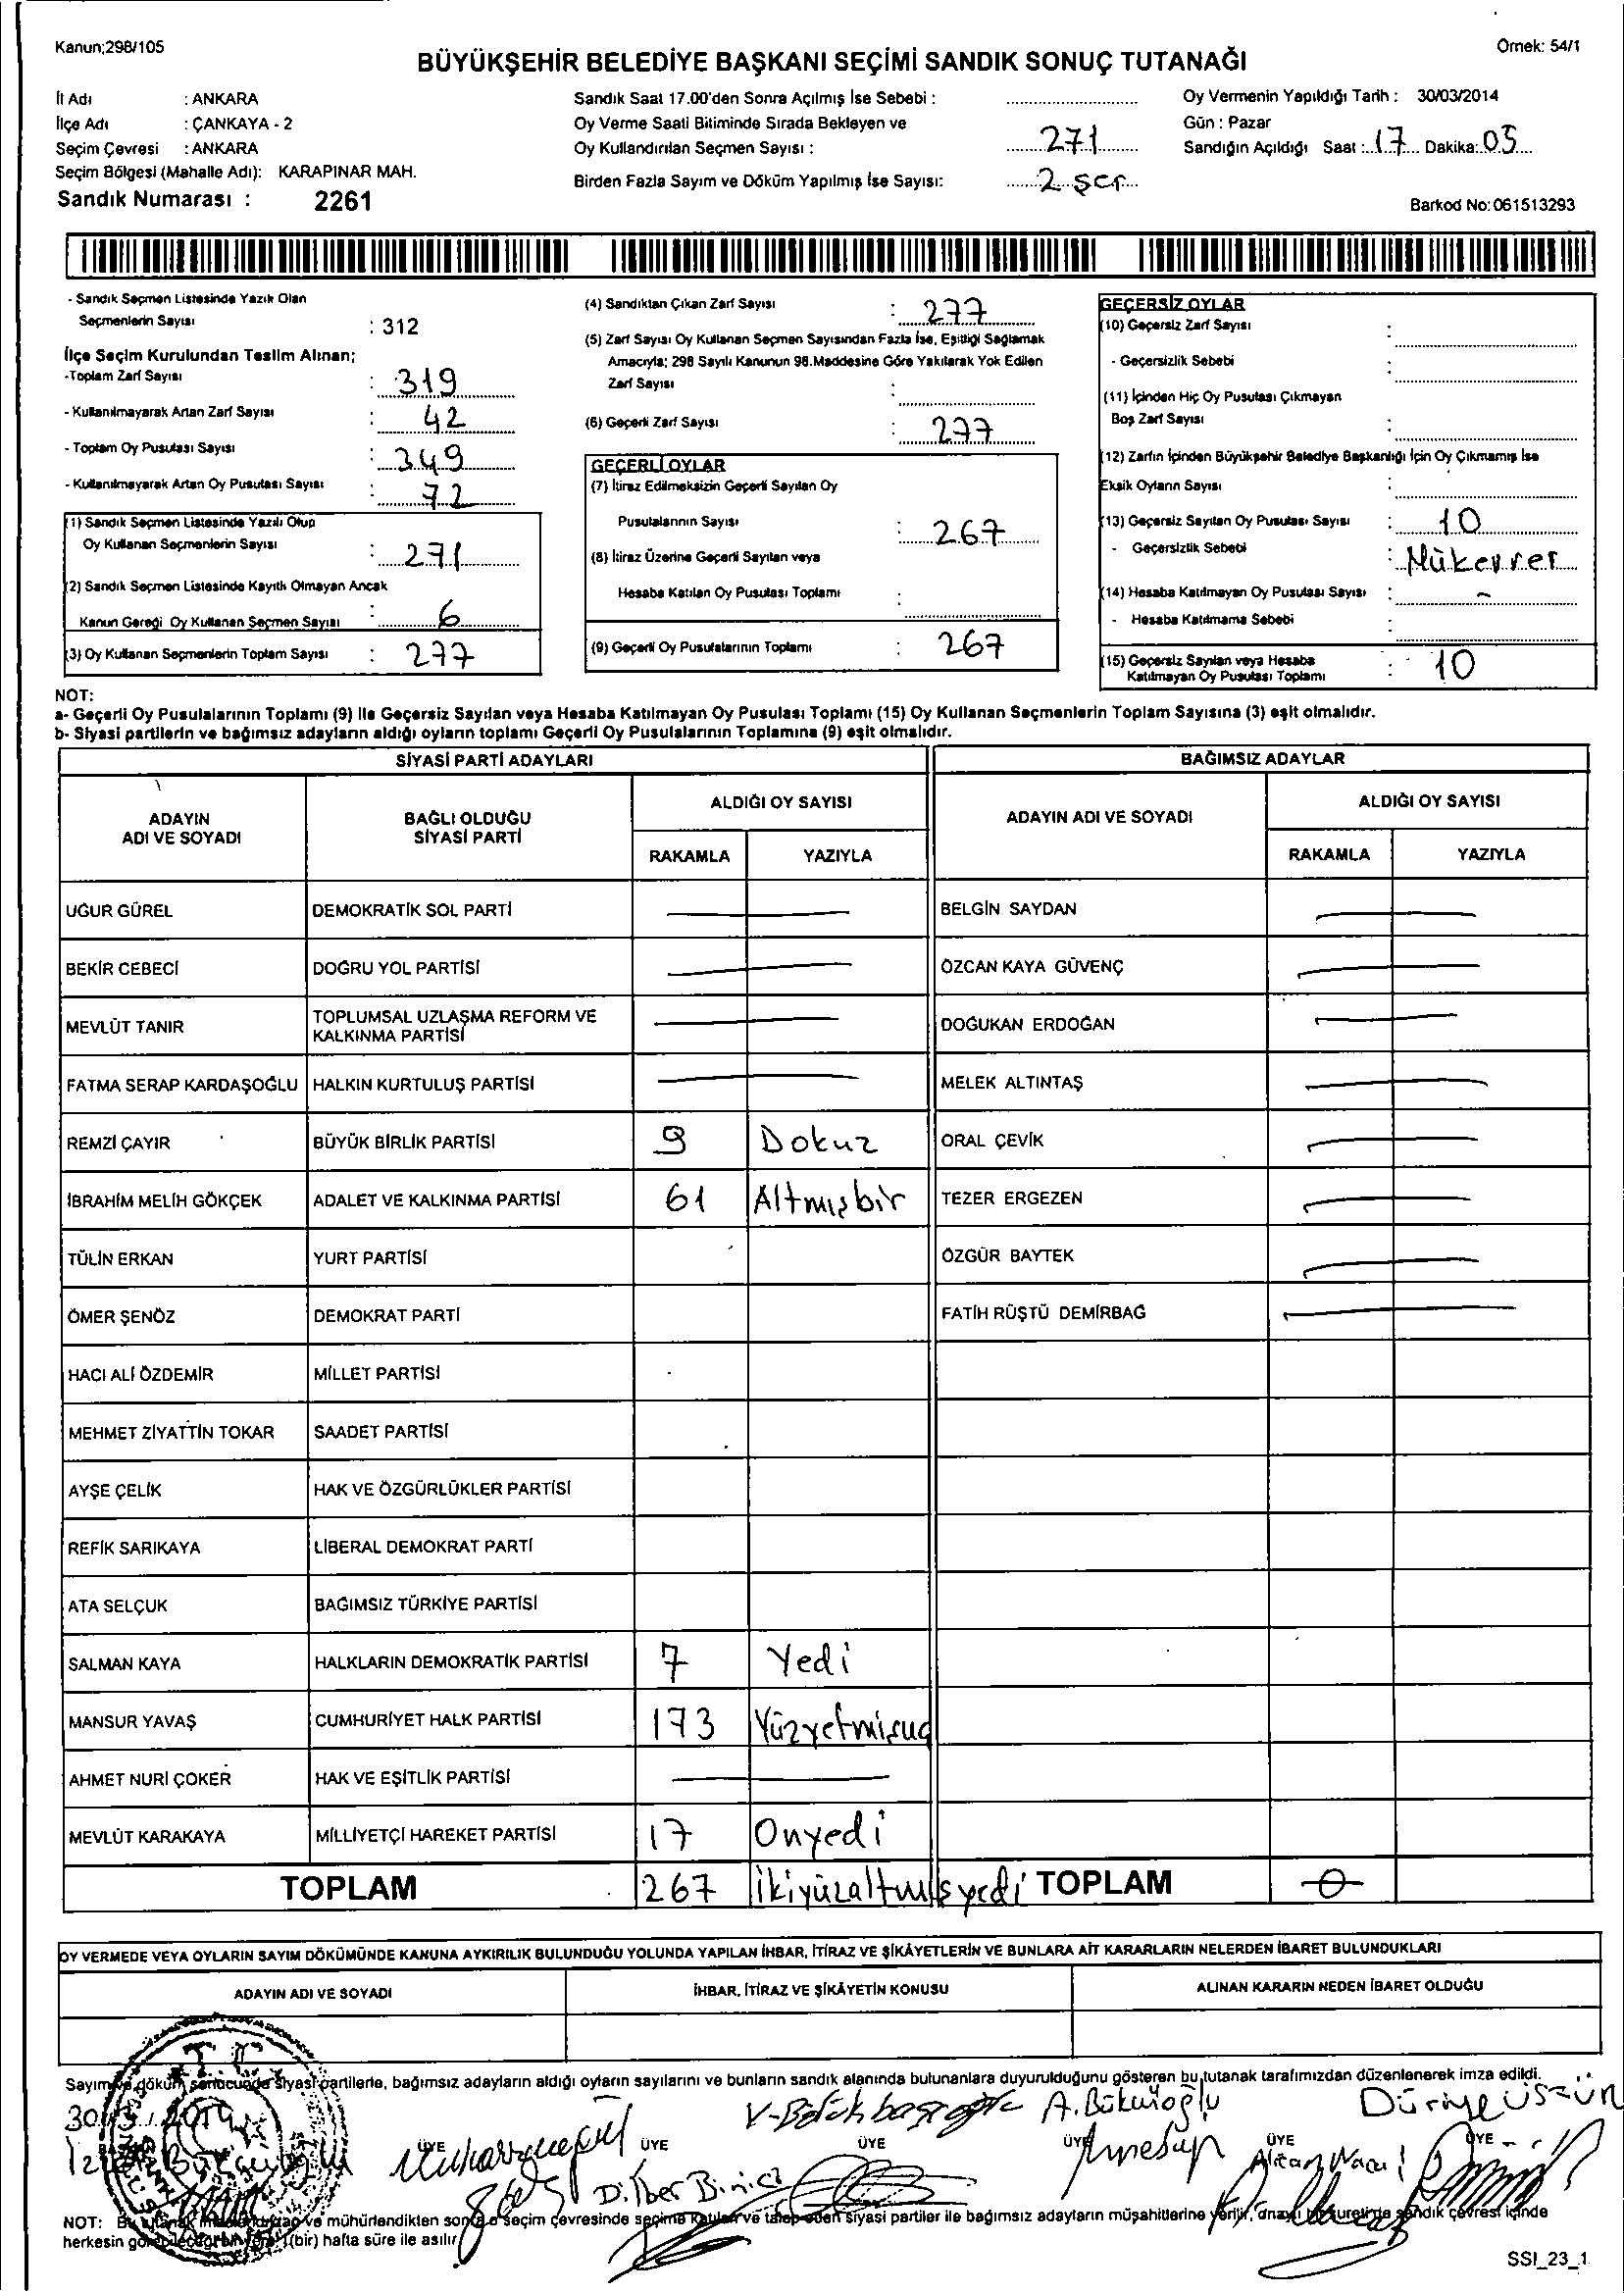 Kanun;298/105
Örnek: 54/1
BÜYÜKŞEHİR BELEDİYE BAŞKANI SEÇİMİ SANDIK SONUÇ TUTANAĞI
İl Adı : ANKARA
İlçe Adı : ÇANKAYA - 2
Seçim Çevresi : ANKARA
Seçim Bölgesi (Mahalle Adı): KARAPINAR MAH.
Sandık Numarası : 2261
Sandık Saat 17.00'den Sonra Açılmış İse Sebebi :
Oy Verme Saati Bitiminde Sırada Bekleyen ve
Oy Kullandırılan Seçmen Sayısı : 271
Birden Fazla Sayım ve Döküm Yapılmış İse Sayısı: 2 şer
Oy Vermenin Yapıldığı Tarih : 30/03/2014
Gün : Pazar
Sandığın Açıldığı Saat : 17 Dakika: 05
Barkod No: 061513293
- Sandık Seçmen Listesinde Yazılı Olan
Seçmenlerin Sayısı : 312
İlçe Seçim Kurulundan Teslim Alınan;
-Toplam Zarf Sayısı : 319
- Kullanılmayarak Artan Zarf Sayısı : 42
- Toplam Oy Pusulası Sayısı : 349
- Kullanılmayarak Artan Oy Pusulası Sayısı : 72
(1) Sandık Seçmen Listesinde Yazılı Olup
Oy Kullanan Seçmenlerin Sayısı : 271
(2) Sandık Seçmen Listesinde Kayıtlı Olmayan Ancak
Kanun Gereği Oy Kullanan Seçmen Sayısı : 6
(3) Oy Kullanan Seçmenlerin Toplam Sayısı : 277
(4) Sandıktan Çıkan Zarf Sayısı : 277
(5) Zarf Sayısı Oy Kullanan Seçmen Sayısından Fazla İse, Eşitliği Sağlamak
Amacıyla; 298 Sayılı Kanunun 98.Maddesine Göre Yakılarak Yok Edilen
Zarf Sayısı :
(6) Geçerli Zarf Sayısı : 277
GEÇERLİ OYLAR
(7) İtiraz Edilmeksizin Geçerli Sayılan Oy
Pusulalarının Sayısı : 267
(8) İtiraz Üzerine Geçerli Sayılan veya
Hesaba Katılan Oy Pusulası Toplamı :
(9) Geçerli Oy Pusulalarının Toplamı : 267
GEÇERSİZ OYLAR
(10) Geçersiz Zarf Sayısı :
- Geçersizlik Sebebi :
(11) İçinden Hiç Oy Pusulası Çıkmayan
Boş Zarf Sayısı :
(12) Zarfın İçinden Büyükşehir Belediye Başkanlığı İçin Oy Çıkmamış İse
Eksik Oyların Sayısı :
(13) Geçersiz Sayılan Oy Pusulası Sayısı : 10
- Geçersizlik Sebebi : Mükerrer
(14) Hesaba Katılmayan Oy Pusulası Sayısı : -
- Hesaba Katılmama Sebebi :
(15) Geçersiz Sayılan veya Hesaba
Katılmayan Oy Pusulası Toplamı : 10
NOT:
a- Geçerli Oy Pusulalarının Toplamı (9) ile Geçersiz Sayılan veya Hesaba Katılmayan Oy Pusulası Toplamı (15) Oy Kullanan Seçmenlerin Toplam Sayısına (3) eşit olmalıdır.
b- Siyasi partilerin ve bağımsız adayların aldığı oyların toplamı Geçerli Oy Pusulalarının Toplamına (9) eşit olmalıdır.
SİYASİ PARTİ ADAYLARI BAĞIMSIZ ADAYLAR
ADAYIN ADI VE SOYADI BAĞLI OLDUĞU SİYASİ PARTİ ALDIĞI OY SAYISI ADAYIN ADI VE SOYADI ALDIĞI OY SAYISI
RAKAMLA YAZIYLA RAKAMLA YAZIYLA
UĞUR GÜREL DEMOKRATİK SOL PARTİ — BELGİN SAYDAN —
BEKİR CEBECİ DOĞRU YOL PARTİSİ — ÖZCAN KAYA GÜVENÇ —
MEVLÜT TANIR TOPLUMSAL UZLAŞMA REFORM VE KALKINMA PARTİSİ — DOĞUKAN ERDOĞAN —
FATMA SERAP KARDAŞOĞLU HALKIN KURTULUŞ PARTİSİ — MELEK ALTINTAŞ —
REMZİ ÇAYIR BÜYÜK BİRLİK PARTİSİ 9 Dokuz ORAL ÇEVİK —
İBRAHİM MELİH GÖKÇEK ADALET VE KALKINMA PARTİSİ 61 Altmışbir TEZER ERGEZEN —
TÜLİN ERKAN YURT PARTİSİ ÖZGÜR BAYTEK —
ÖMER ŞENÖZ DEMOKRAT PARTİ FATİH RÜŞTÜ DEMİRBAĞ —
HACI ALİ ÖZDEMİR MİLLET PARTİSİ
MEHMET ZİYATTİN TOKAR SAADET PARTİSİ
AYŞE ÇELİK HAK VE ÖZGÜRLÜKLER PARTİSİ
REFİK SARIKAYA LİBERAL DEMOKRAT PARTİ
ATA SELÇUK BAĞIMSIZ TÜRKİYE PARTİSİ
SALMAN KAYA HALKLARIN DEMOKRATİK PARTİSİ 7 Yedi
MANSUR YAVAŞ CUMHURİYET HALK PARTİSİ 173 Yüzyetmişuç
AHMET NURİ ÇOKER HAK VE EŞİTLİK PARTİSİ —
MEVLÜT KARAKAYA MİLLİYETÇİ HAREKET PARTİSİ 17 Onyedi
TOPLAM 267 ikiyüzaltmışyedi TOPLAM 0
OY VERMEDE VEYA OYLARIN SAYIM DÖKÜMÜNDE KANUNA AYKIRILIK BULUNDUĞU YOLUNDA YAPILAN İHBAR, İTİRAZ VE ŞİKÂYETLERİN VE BUNLARA AİT KARARLARIN NELERDEN İBARET BULUNDUKLARI
ADAYIN ADI VE SOYADI İHBAR, İTİRAZ VE ŞİKÂYETİN KONUSU ALINAN KARARIN NEDEN İBARET OLDUĞU
T.C.
Sayım ve döküm sonucunda siyasi partilerle, bağımsız adayların aldığı oyların sayılarını ve bunların sandık alanında bulunanlara duyurulduğunu gösteren bu tutanak tarafımızdan düzenlenerek imza edildi.
A. Büküoğlu Düriye
ÜYE ÜYE ÜYE ÜYE ÜYE ÜYE
Dilber Binici
NOT: Bu tutanak ve mühürlendikten sonra o seçim çevresinde seçime katılan ve talep eden siyasi partiler ile bağımsız adayların müşahitlerine verilir, onaylı bir sureti de sandık çevresi içinde
herkesin görebileceği bir yere 1 (bir) hafta süre ile asılır.
SSI_23_1